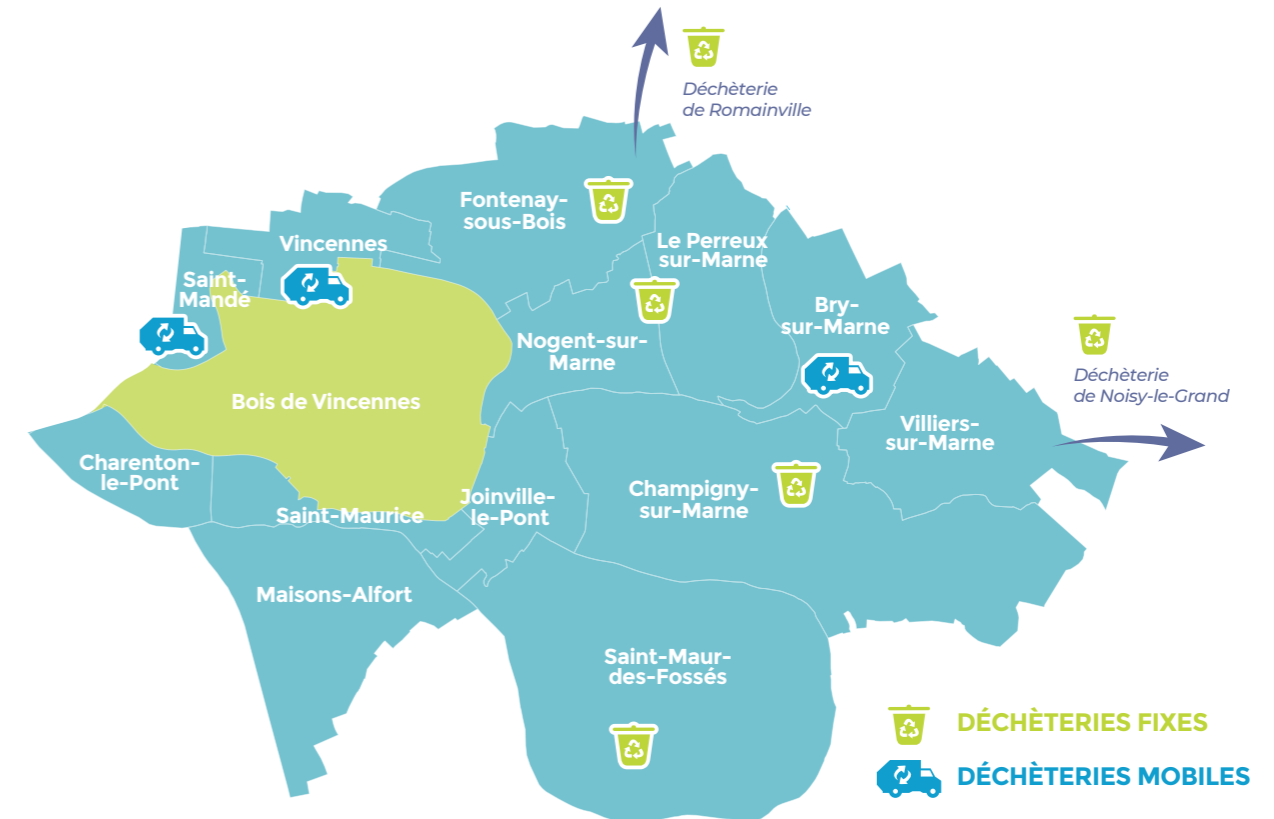 Déchèterie
de Romainville
Fontenay-
sous-Bois
Vincennes
Le Perreux
sur-Marne
Saint-
Mandé
Bry-
sur-Marne
Nogent-sur-
Marne
Déchèterie
de Noisy-le-Grand
Bois de Vincennes
Villiers-
sur-Marne
Charenton-
le-Pont
Joinville-
le-Pont
Champigny-
sur-Marne
Saint-Maurice
Maisons-Alfort
Saint-Maur-
des-Fossés
DÉCHÈTERIES FIXES
DÉCHÈTERIES MOBILES